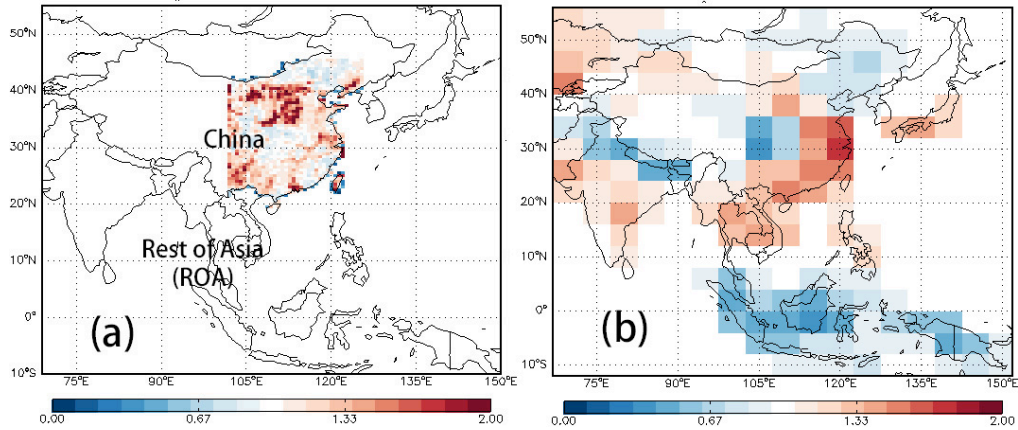 50°N
40°N
30°N
20°N
10°N
0°
10°S
75°E
90°E
105°E
120°E
135°E
150°E
China
Rest of Asia
(ROA)
(a)
0.00
0.67
1.33
2.00
50°N
40°N
30°N
20°N
10°N
0°
10°S
75°E
90°E
105°E
120°E
135°E
150°E
(b)
0.00
0.67
1.33
2.00